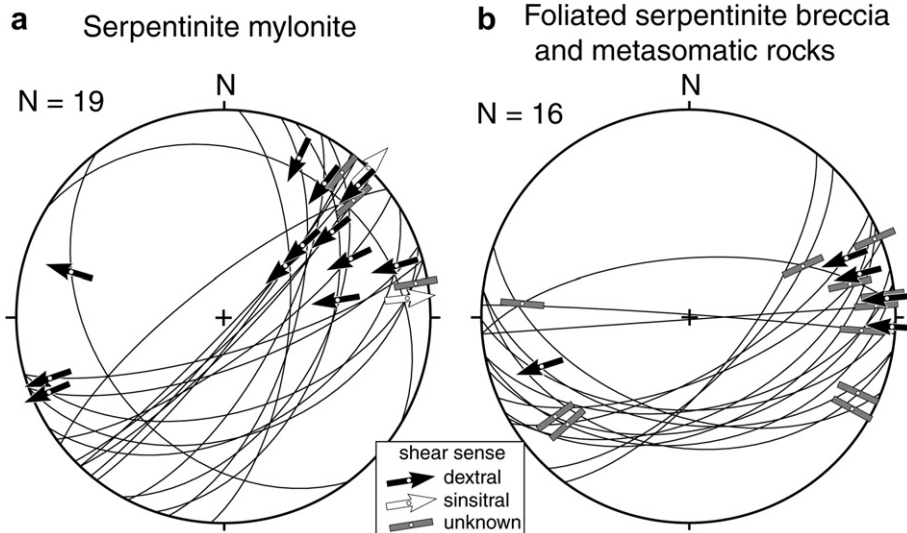 a Serpentinite mylonite
N = 19
N
b Foliated serpentinite breccia
and metasomatic rocks
N = 16
N
shear sense
dextral
sinsitral
unknown